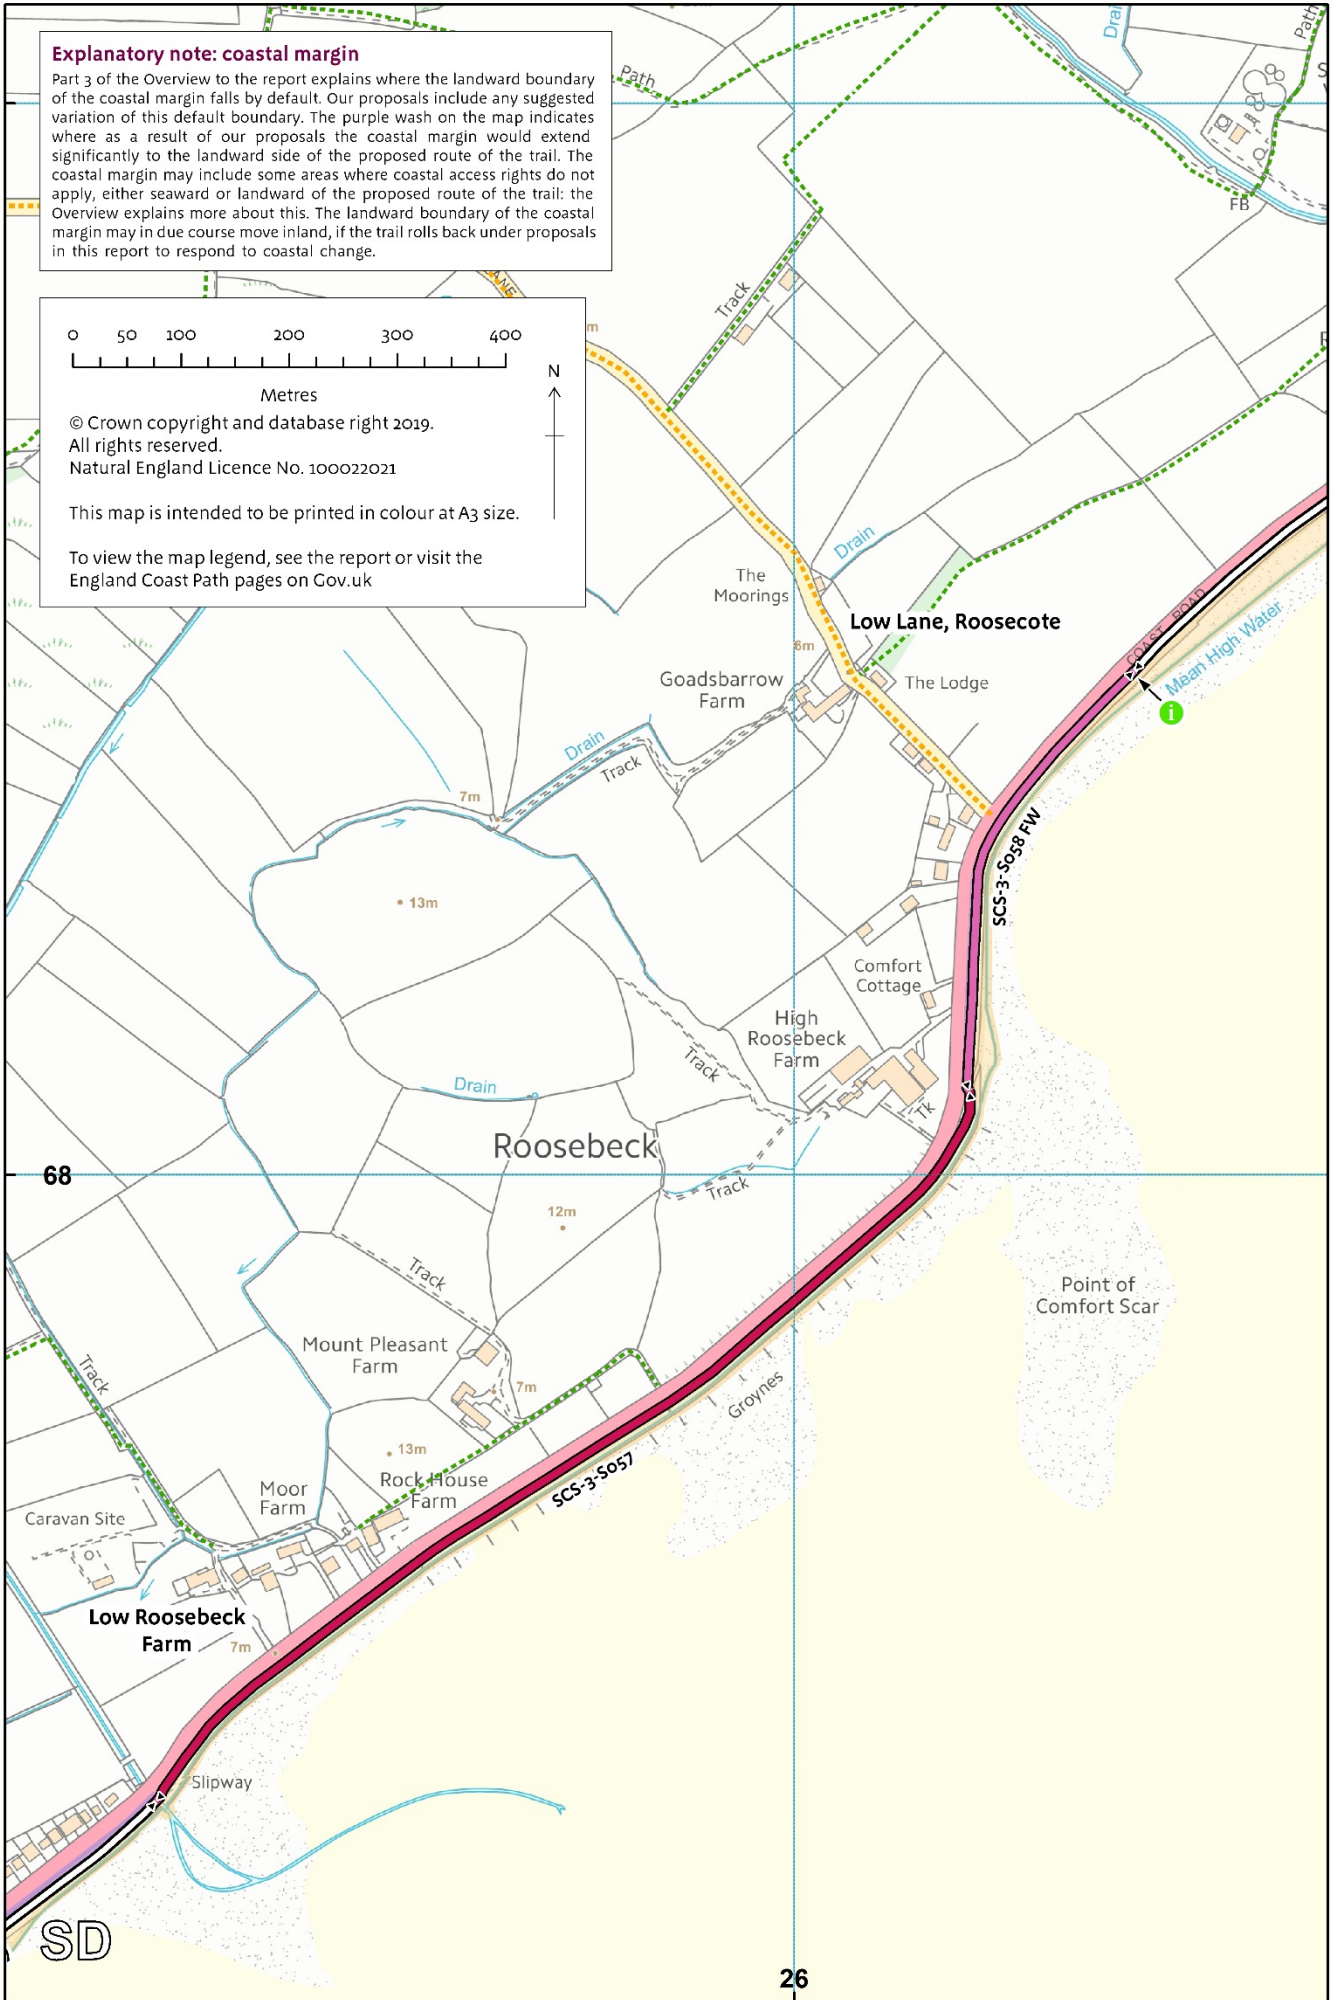 Explanatory note: coastal margin
Part 3 of the Overview to the report explains where the landward boundary
of the coastal margin falls by default. Our proposals include any suggested
variation of this default boundary. The purple wash on the map indicates
where as a result of our proposals the coastal margin would extend
significantly to the landward side of the proposed route of the trail. The
coastal margin may include some areas where coastal access rights do not
apply, either seaward or landward of the proposed route of the trail: the
Overview explains more about this. The landward boundary of the coastal
margin may in due course move inland, if the trail rolls back under proposals
in this report to respond to coastal change.
Path
Drai
Path
FB
ANE
m
Track
0 50 100 200 300 400
Metres
N
© Crown copyright and database right 2019.
All rights reserved.
Natural England Licence No. 100022021
This map is intended to be printed in colour at A3 size.
To view the map legend, see the report or visit the
England Coast Path pages on Gov.uk
Drain
The
Moorings
Low Lane, Roosecote
6m
Goadsbarrow
Farm
The Lodge
COAST ROAD
Mean High Water
i
Drain
Track
7m
SCS-3-S058 FW
13m
Comfort
Cottage
High
Roosebeck
Farm
Track
Drain
Tk
Roosebeck
68
Track
12m
Track
Point of
Comfort Scar
Mount Pleasant
Farm
Track
7m
Groynes
13m
Rock House
Farm
SCS-3-S057
Moor
Farm
Caravan Site
Low Roosebeck
Farm
7m
Slipway
SD
26